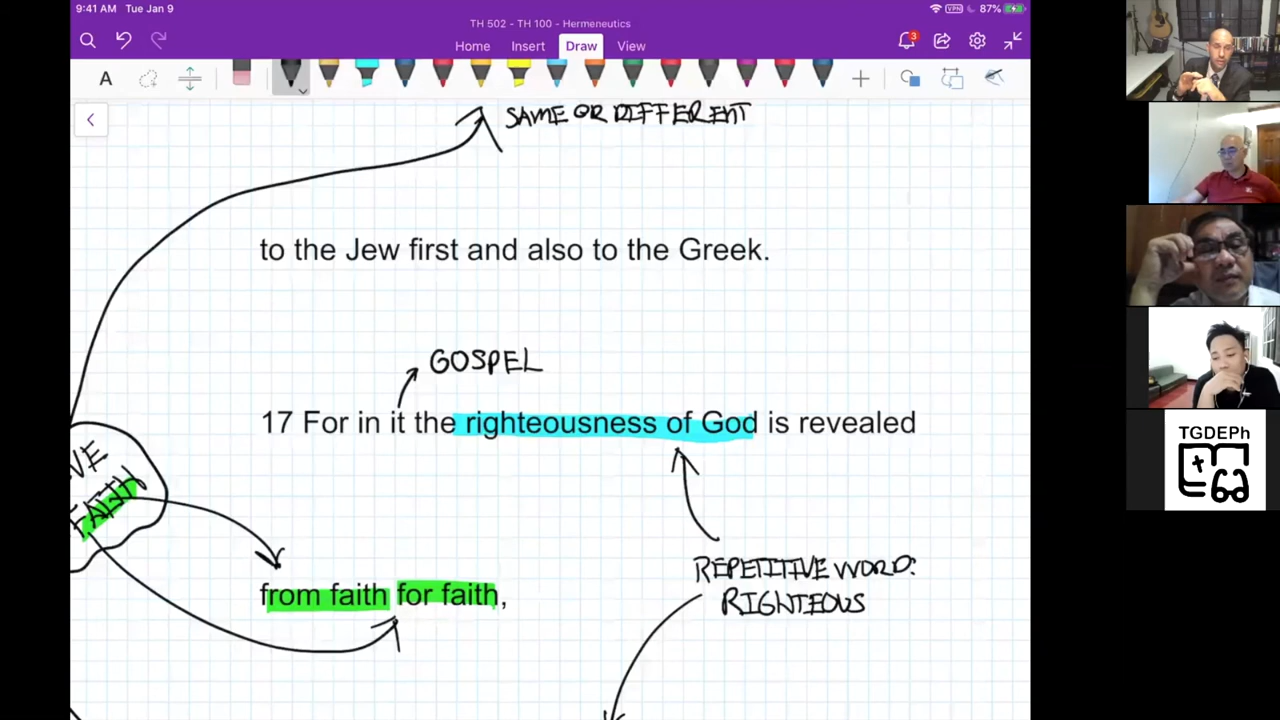 9:41 AM Tue Jan 9
VPN 87%
TH 502 - TH 100 - Hermeneutics
Home Insert Draw View
3
A
SAME OR DIFFERENT
to the Jew first and also to the Greek.
GOSPEL
17 For in it the righteousness of God is revealed
FAITH
from faith for faith,
REPETITIVE WORD:
RIGHTEOUS
TGDEPh